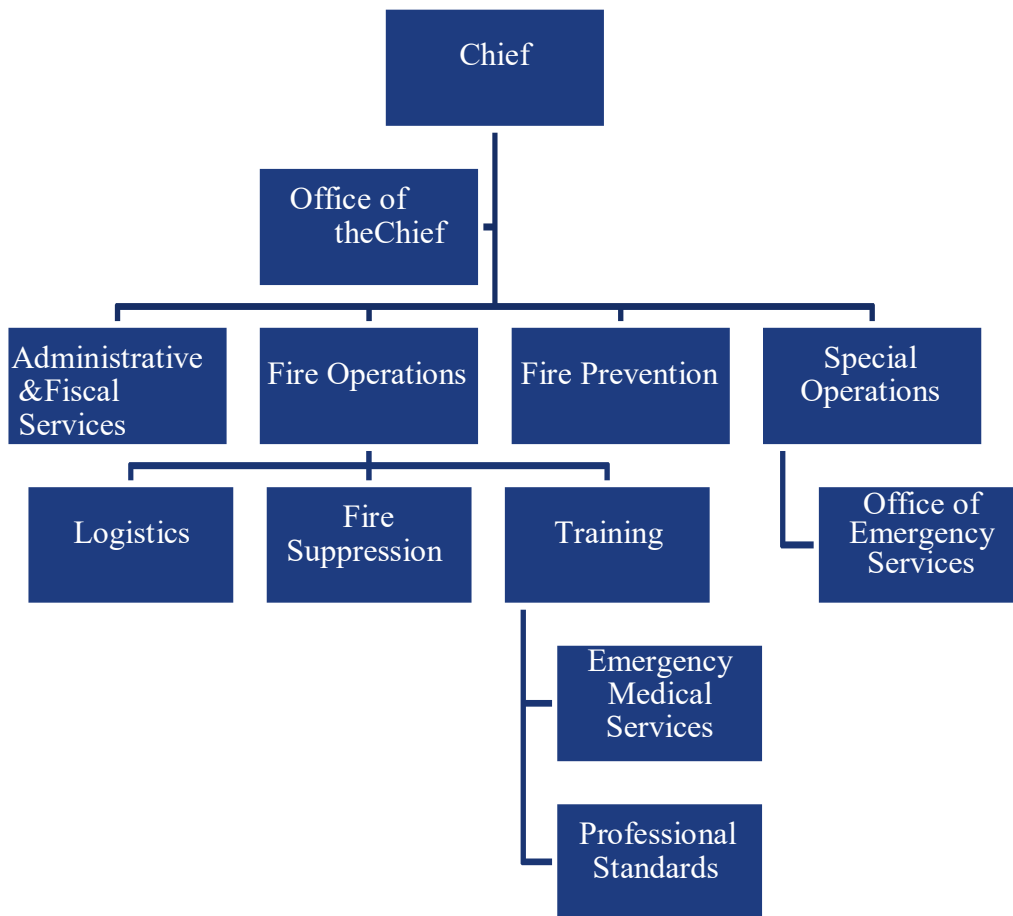 Chief
Office of
theChief
Administrative
&Fiscal
Services
Fire Operations
Fire Prevention
Special
Operations
Logistics
Fire
Suppression
Training
Office of
Emergency
Services
Emergency
Medical
Services
Professional
Standards